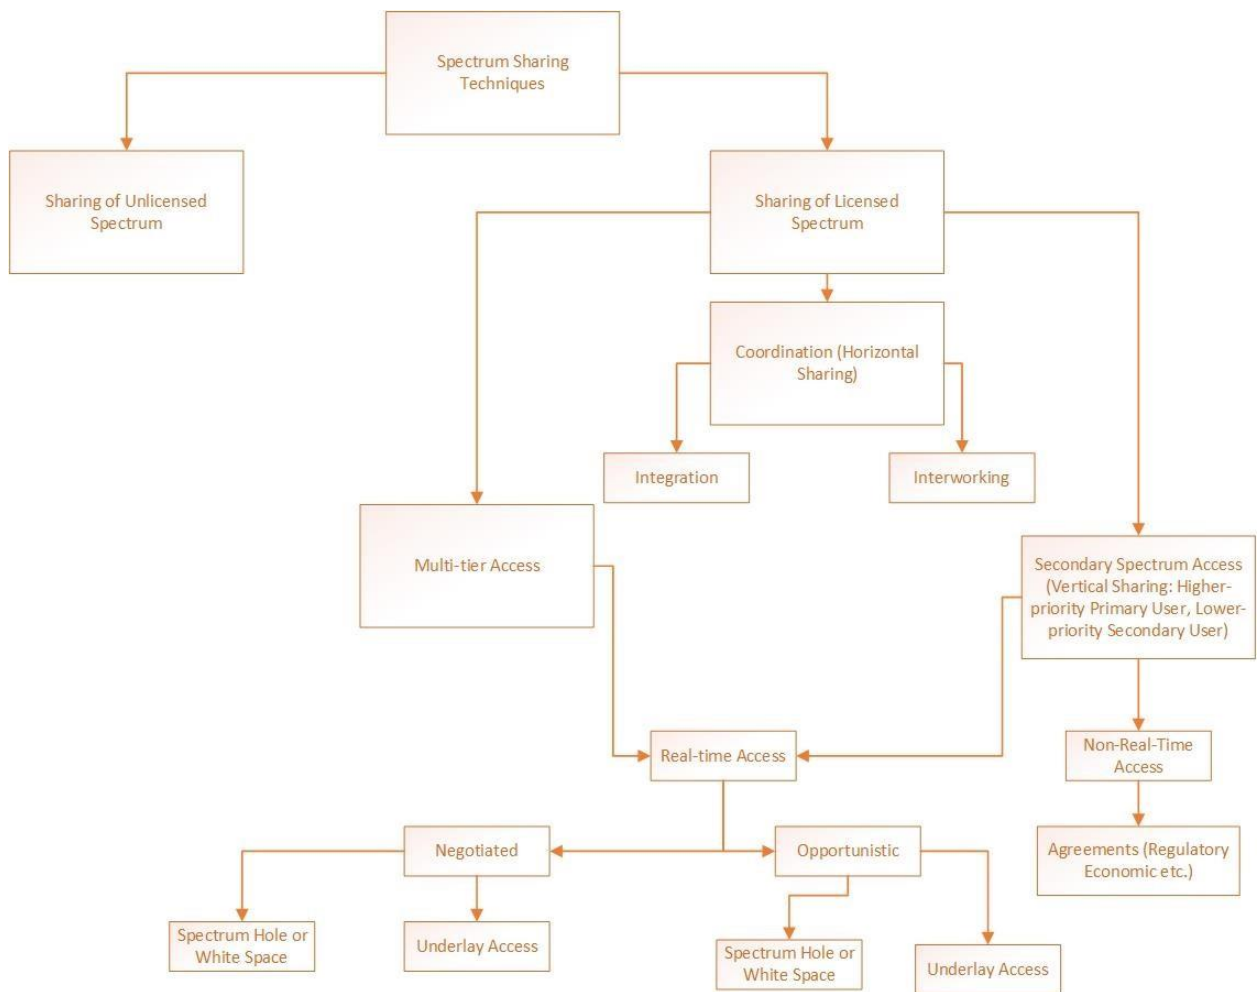 Spectrum Sharing
Techniques
Sharing of Unlicensed
Spectrum
Sharing of Licensed
Spectrum
Coordination (Horizontal
Sharing)
Integration
Interworking
Multi-tier Access
Secondary Spectrum Access
(Vertical Sharing: Higher-
priority Primary User, Lower-
priority Secondary User)
Real-time Access
Non-Real-Time
Access
Negotiated
Opportunistic
Agreements (Regulatory
Economic etc.)
Spectrum Hole or
White Space
Underlay Access
Spectrum Hole or
White Space
Underlay Access